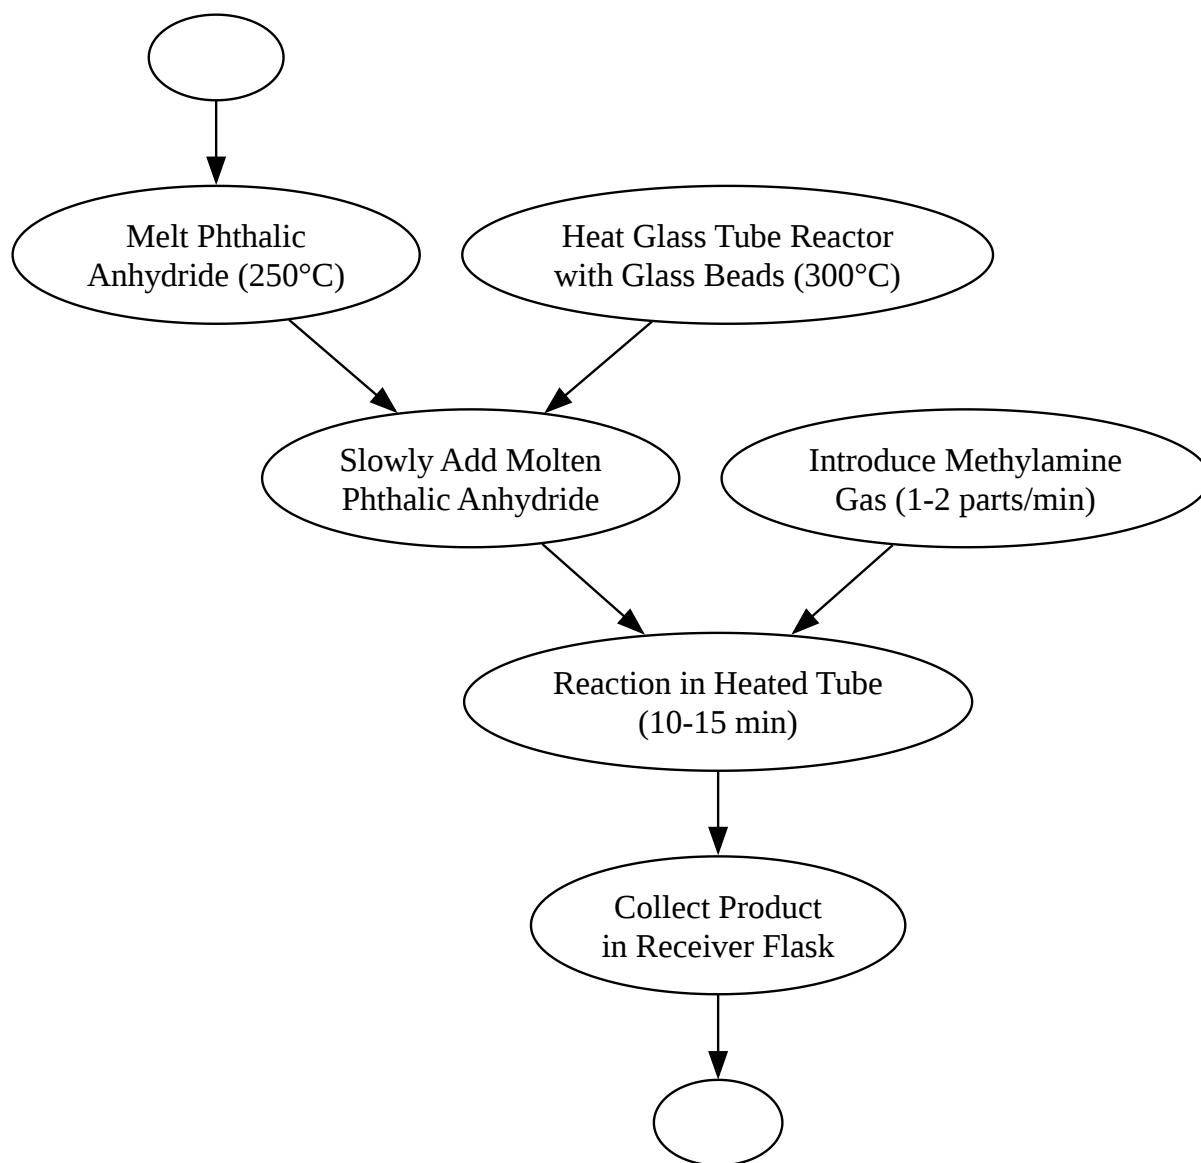 Melt Phthalic
Anhydride (250°C)
Heat Glass Tube Reactor
with Glass Beads (300°C)
Slowly Add Molten
Phthalic Anhydride
Introduce Methylamine
Gas (1-2 parts/min)
Reaction in Heated Tube
(10-15 min)
Collect Product
in Receiver Flask